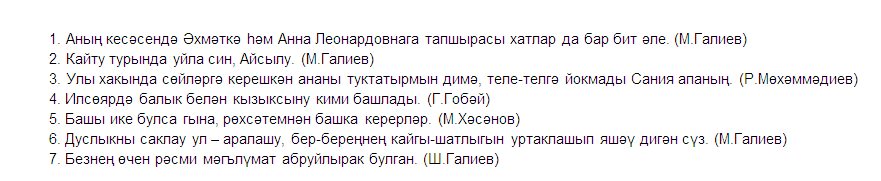 1. Аның кесәсендә Әхмәткә һәм Анна Леонардовнага тапшырасы хатлар да бар бит әле. (М.Галиев)
2. Кайту турында уйла син, Айсылу. (М.Галиев)
3. Улы хакында сөйләргә керешкән ананы туктатырмын димә, теле-телгә йокмады Сания апаның. (Р.Мөхәммәдиев)
4. Илсөярдә балык белән кызыксыну кими башлады. (Г.Гобәй)
5. Башы ике булса гына, рөхсәтемнән башка керерләр. (М.Хәсәнов)
6. Дуслыкны саклау ул – аралашу, бер-береңнең кайгы-шатлыгын уртаклашып яшәү дигән сүз. (М.Галиев)
7. Безнең өчен рәсми мәгълүмат абруйлырак булган. (Ш.Галиев)